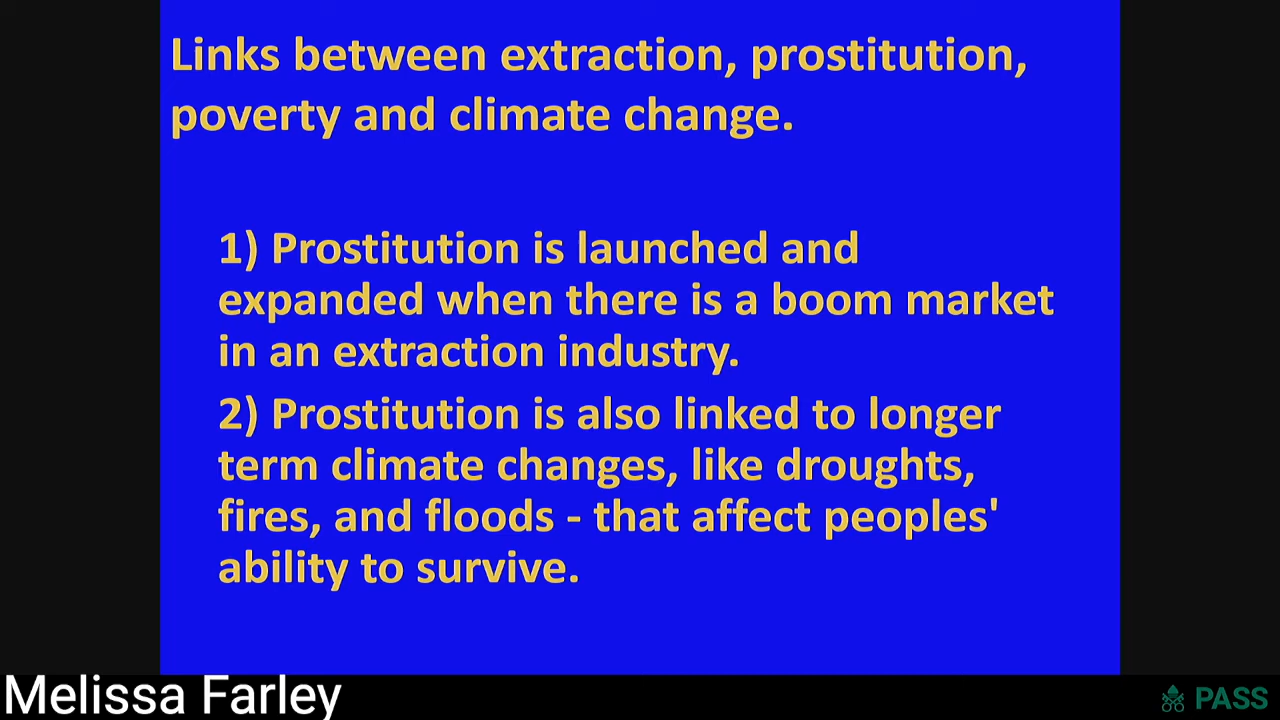 Links between extraction, prostitution,
poverty and climate change.
1) Prostitution is launched and
expanded when there is a boom market
in an extraction industry.
2) Prostitution is also linked to longer
term climate changes, like droughts,
fires, and floods - that affect peoples'
ability to survive.
Melissa Farley
PASS